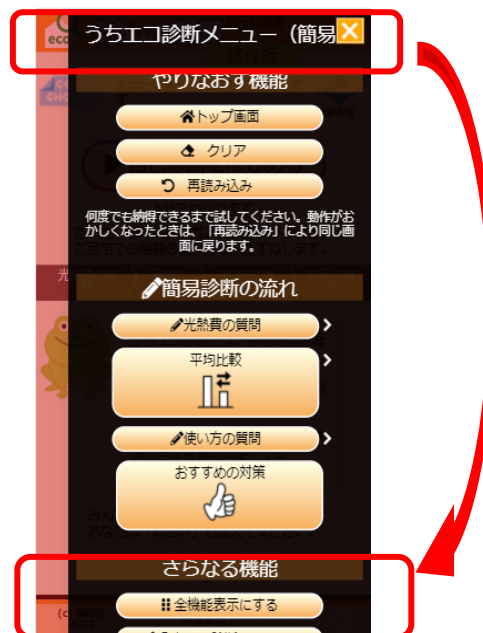 うちエコ診断メニュー（簡易
やりなおす機能
トップ画面
クリア
再読み込み
何度でも納得できるまで試してください。動作がお
かしくなったときは、「再読み込み」により同じ画
面に戻ります。
簡易診断の流れ
光熱費の質問
平均比較
使い方の質問
おすすめの対策
さらなる機能
全機能表示にする